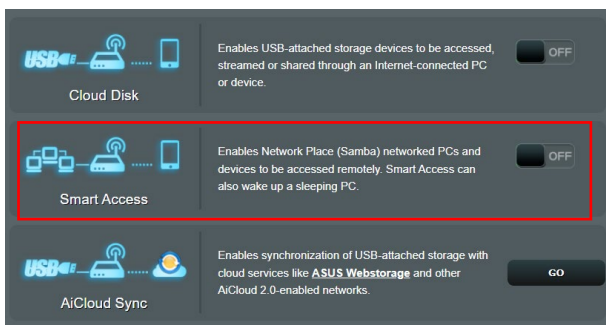 USB
Enables USB-attached storage devices to be accessed,
streamed or shared through an Internet-connected PC
or device.
OFF
Cloud Disk
Enables Network Place (Samba) networked PCs and
devices to be accessed remotely. Smart Access can
also wake up a sleeping PC.
OFF
Smart Access
USB
Enables synchronization of USB-attached storage with
cloud services like ASUS Webstorage and other
AiCloud 2.0-enabled networks.
GO
AiCloud Sync